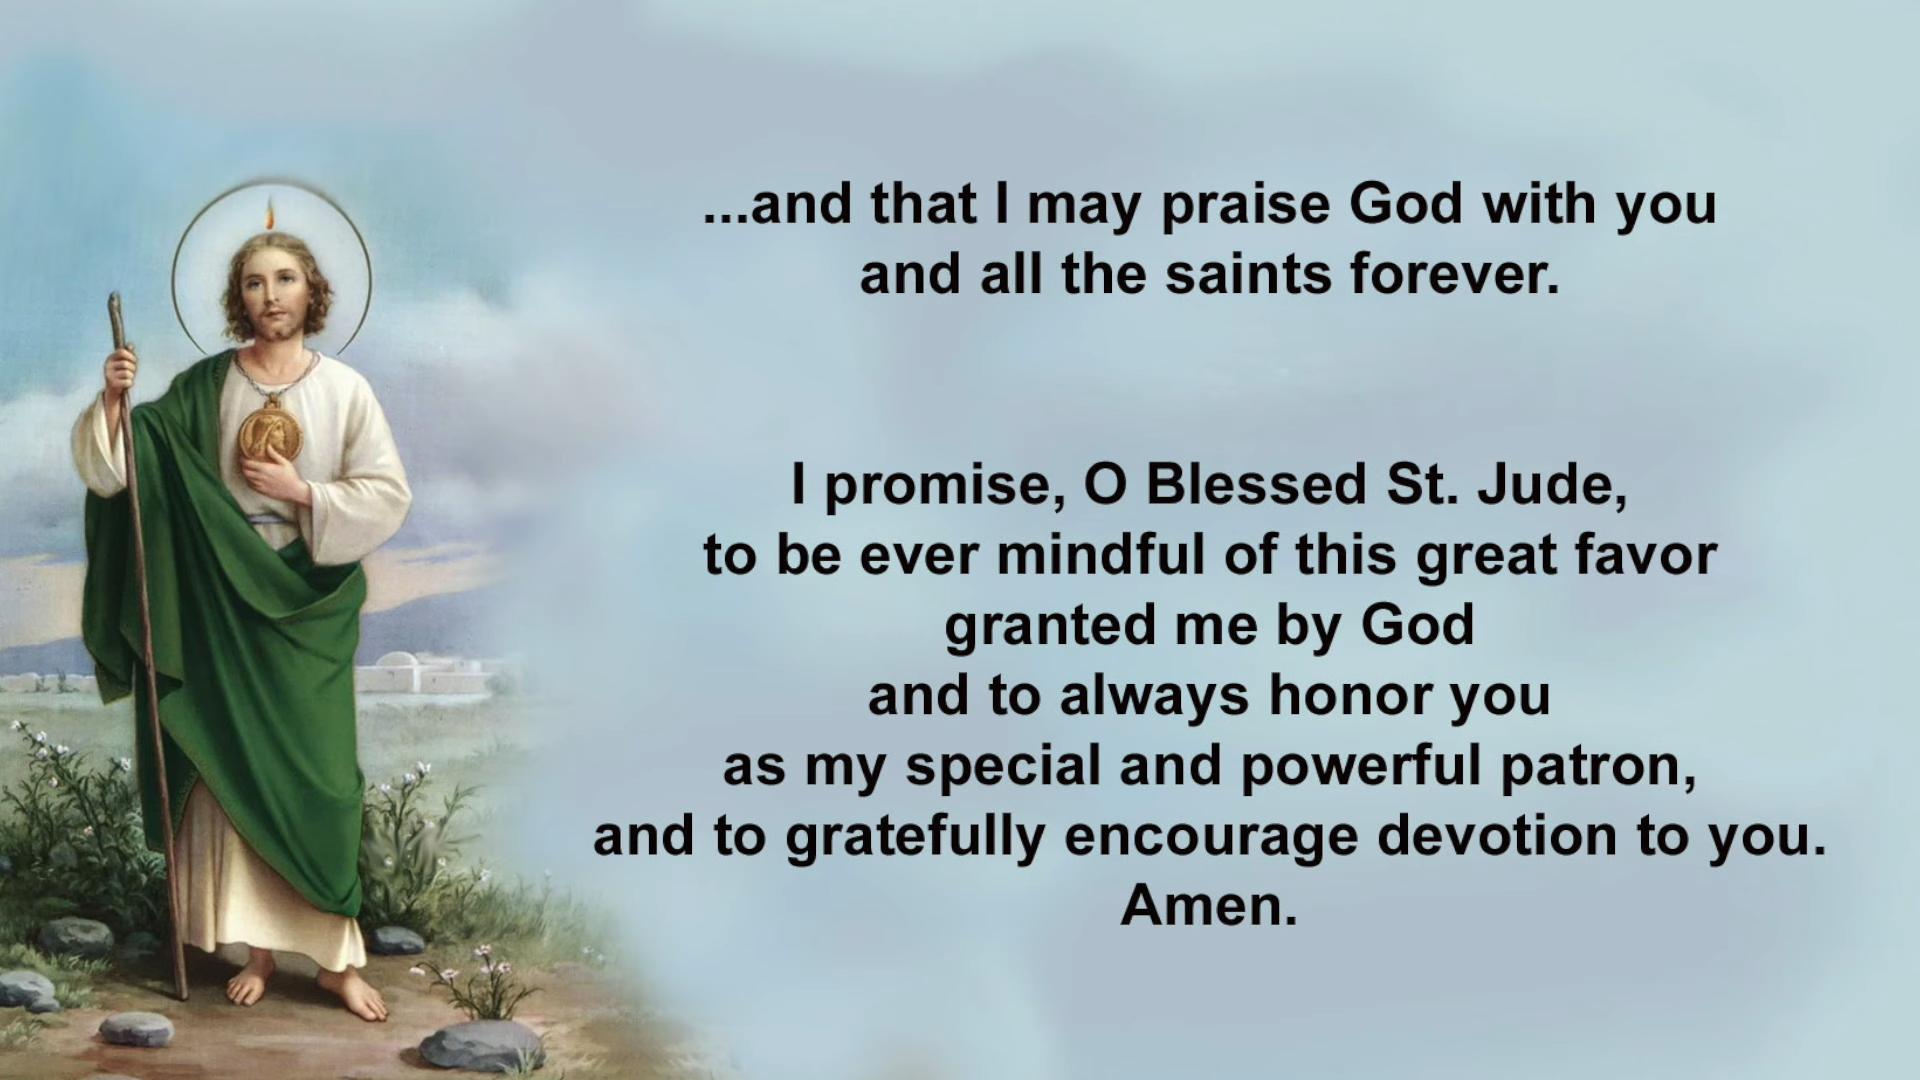 ...and that I may praise God with you
and all the saints forever.
I promise, O Blessed St. Jude,
to be ever mindful of this great favor
granted me by God
and to always honor you
as my special and powerful patron,
and to gratefully encourage devotion to you.
Amen.